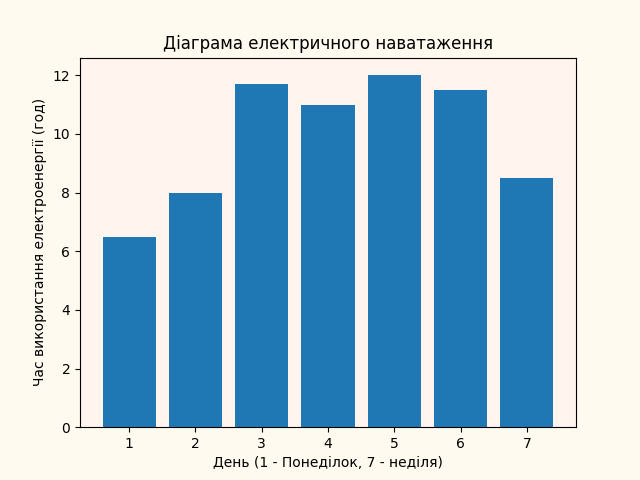 Діаграма електричного наватаження
Час використання електроенергії (год)
12
10
8
6
4
2
0
1 2 3 4 5 6 7
День (1 - Понеділок, 7 - неділя)